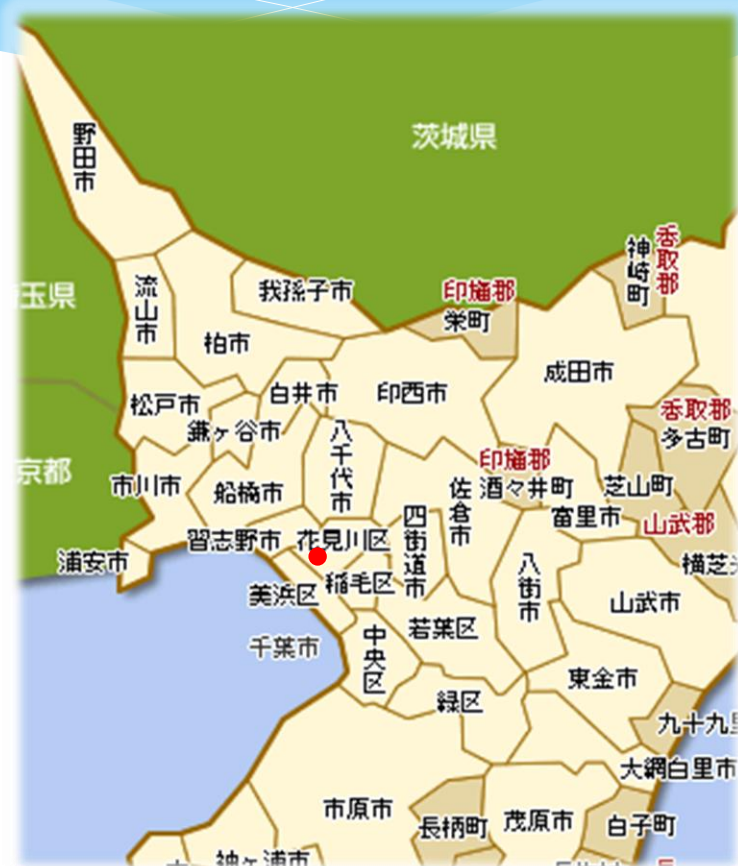 茨城県
野田市
香取郡
神崎町
玉県
流山市
我孫子市
印旛郡
栄町
柏市
成田市
松戸市
白井市
印西市
香取郡
多古町
鎌ヶ谷市
八千代市
京都
印旛郡
市川市
船橋市
佐倉市
酒々井町
芝山町
富里市
山武郡
習志野市
花見川区
四街道市
浦安市
横芝
八街市
美浜区
稲毛区
山武市
若葉区
千葉市
中央区
東金市
緑区
九十九里
大網白里市
市原市
長柄町
茂原市
白子町
袖ヶ浦市